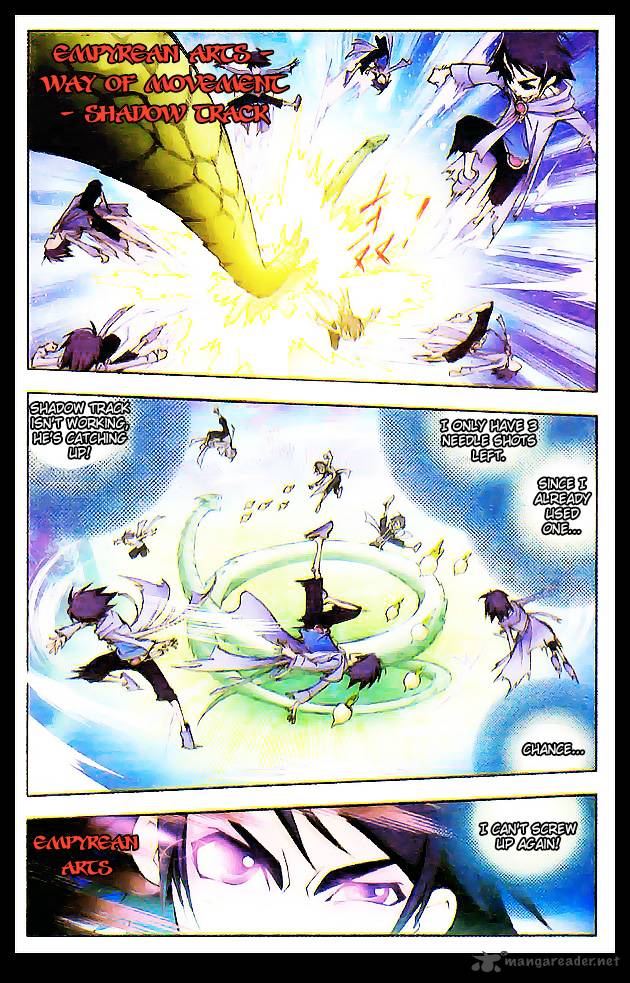 EMPYREAN ARTS -
WAY OF MOVEMENT
- SHADOW TRACK
SHADOW TRACK
ISN'T WORKING,
HE'S CATCHING
UP!
I ONLY HAVE 3
NEEDLE SHOTS
LEFT.
SINCE I
ALREADY
USED
ONE...
CHANCE...
EMPYREAN
ARTS
I CAN'T SCREW
UP AGAIN!
mangareader.net